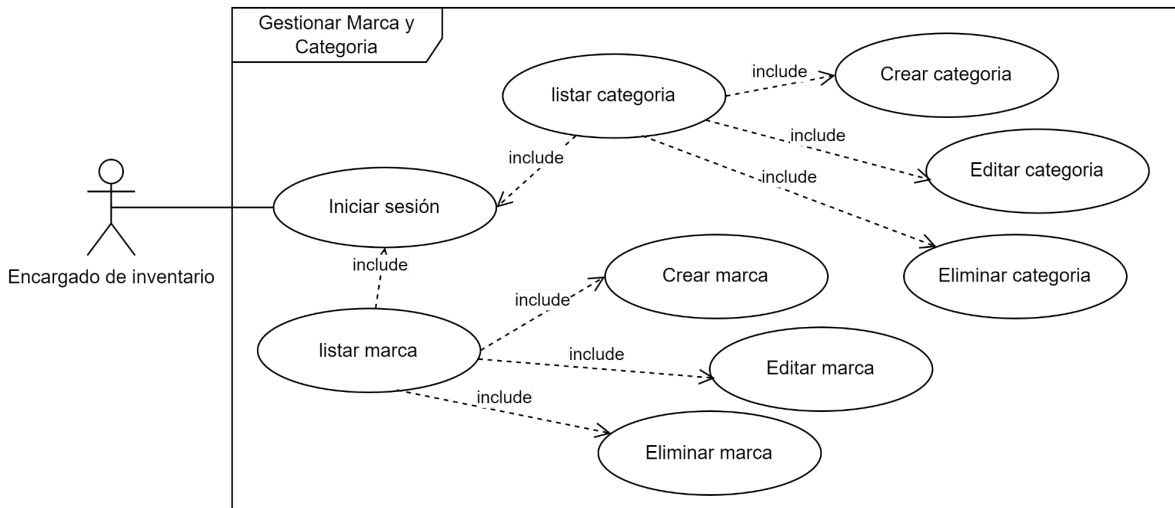 Gestionar Marca y
Categoria
include
Crear categoria
listar categoria
include
Editar categoria
include
include
Iniciar sesión
Encargado de inventario
include
Eliminar categoria
Crear marca
include
listar marca
include
Editar marca
include
Eliminar marca